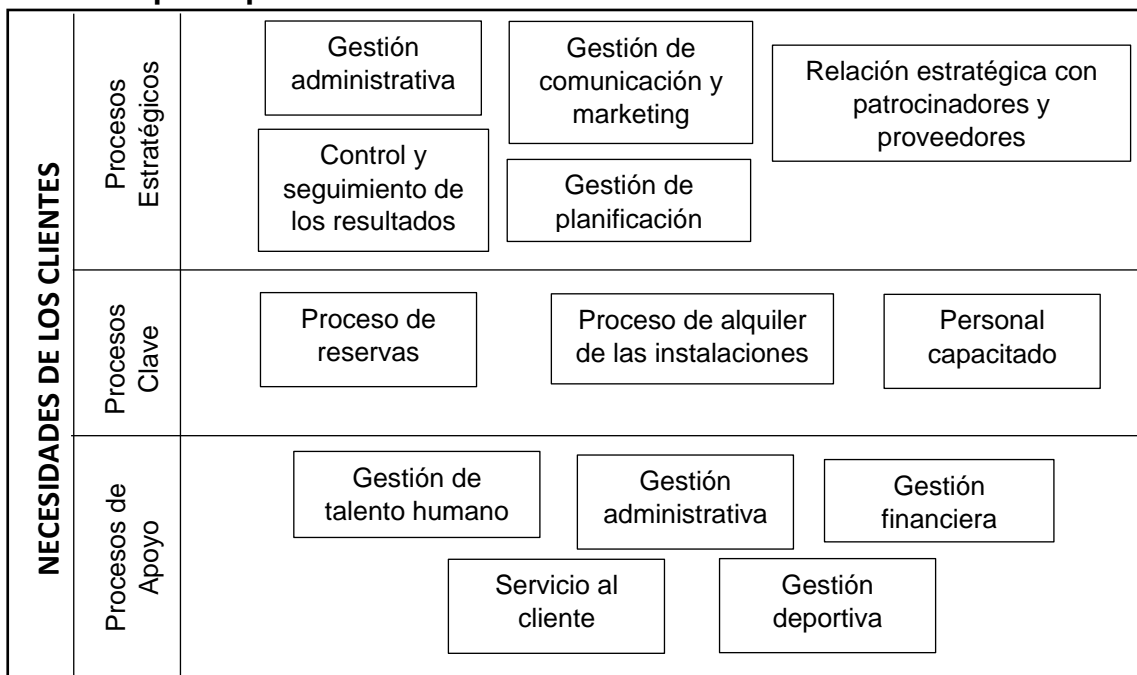 NECESIDADES DE LOS CLIENTES
Procesos
Estratégicos
Gestión
administrativa
Gestión de
comunicación y
marketing
Relación estratégica con
patrocinadores y
proveedores
Control y
seguimiento de
los resultados
Gestión de
planificación
Procesos
Clave
Proceso de
reservas
Proceso de alquiler
de las instalaciones
Personal
capacitado
Procesos de
Apoyo
Gestión de
talento humano
Gestión
administrativa
Gestión
financiera
Servicio al
cliente
Gestión
deportiva